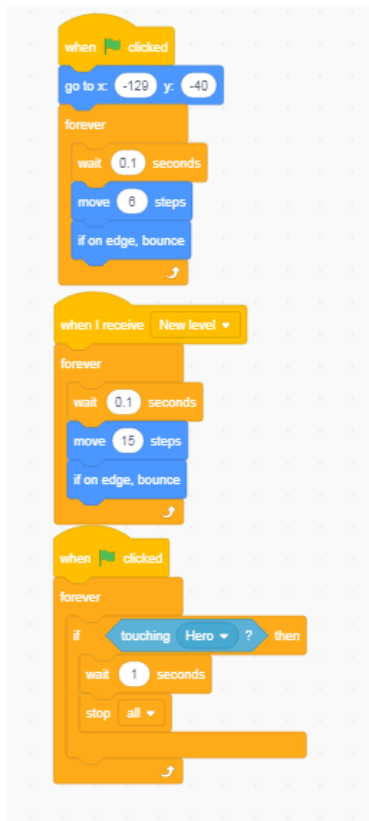 when clicked
go to x: -129 y: -40
forever
wait 0.1 seconds
move 6 steps
if on edge, bounce
when I receive New level
forever
wait 0.1 seconds
move 15 steps
if on edge, bounce
when clicked
forever
if touching Hero ? then
wait 1 seconds
stop all